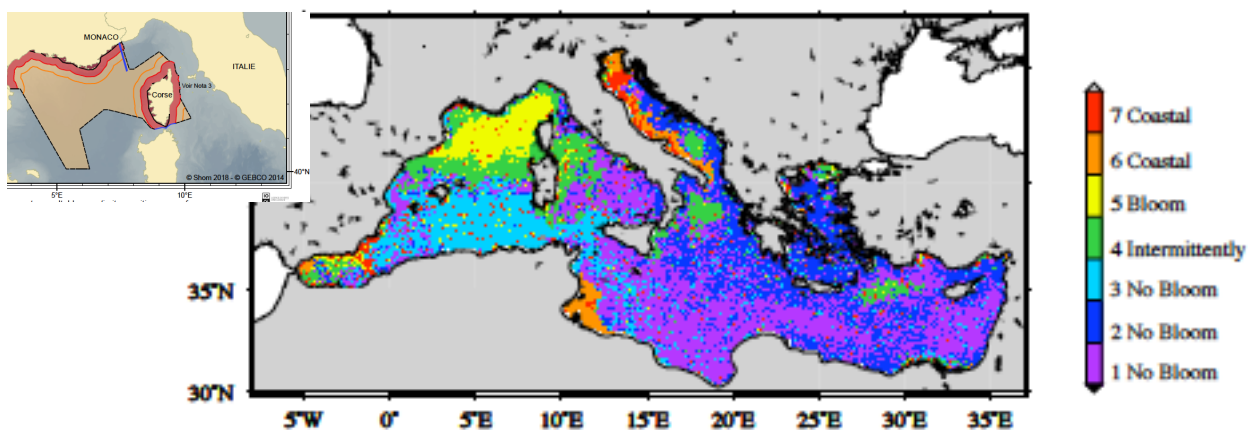 MONACO
ITALIE
Voir Nota 3
Corse
© Shom 2018 - © GEBCO 2014
40°N
5°E
10°E
7 Coastal
6 Coastal
5 Bloom
4 Intermittently
3 No Bloom
2 No Bloom
1 No Bloom
35°N
30°N
5°W
0°
5°E
10°E
15°E
20°E
25°E
30°E
35°E